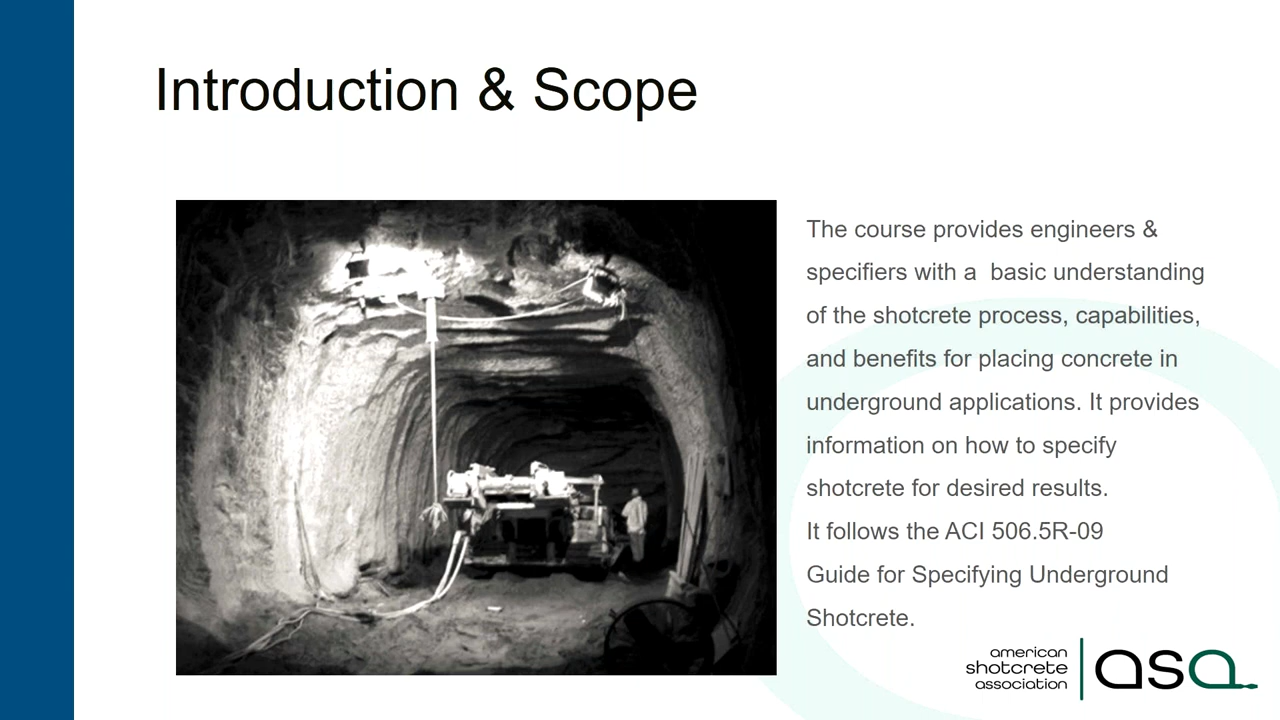 Introduction & Scope
The course provides engineers &
specifiers with a  basic understanding
of the shotcrete process, capabilities,
and benefits for placing concrete in
underground applications. It provides
information on how to specify
shotcrete for desired results.
It follows the ACI 506.5R-09
Guide for Specifying Underground
Shotcrete.
american
shotcrete
association
asa